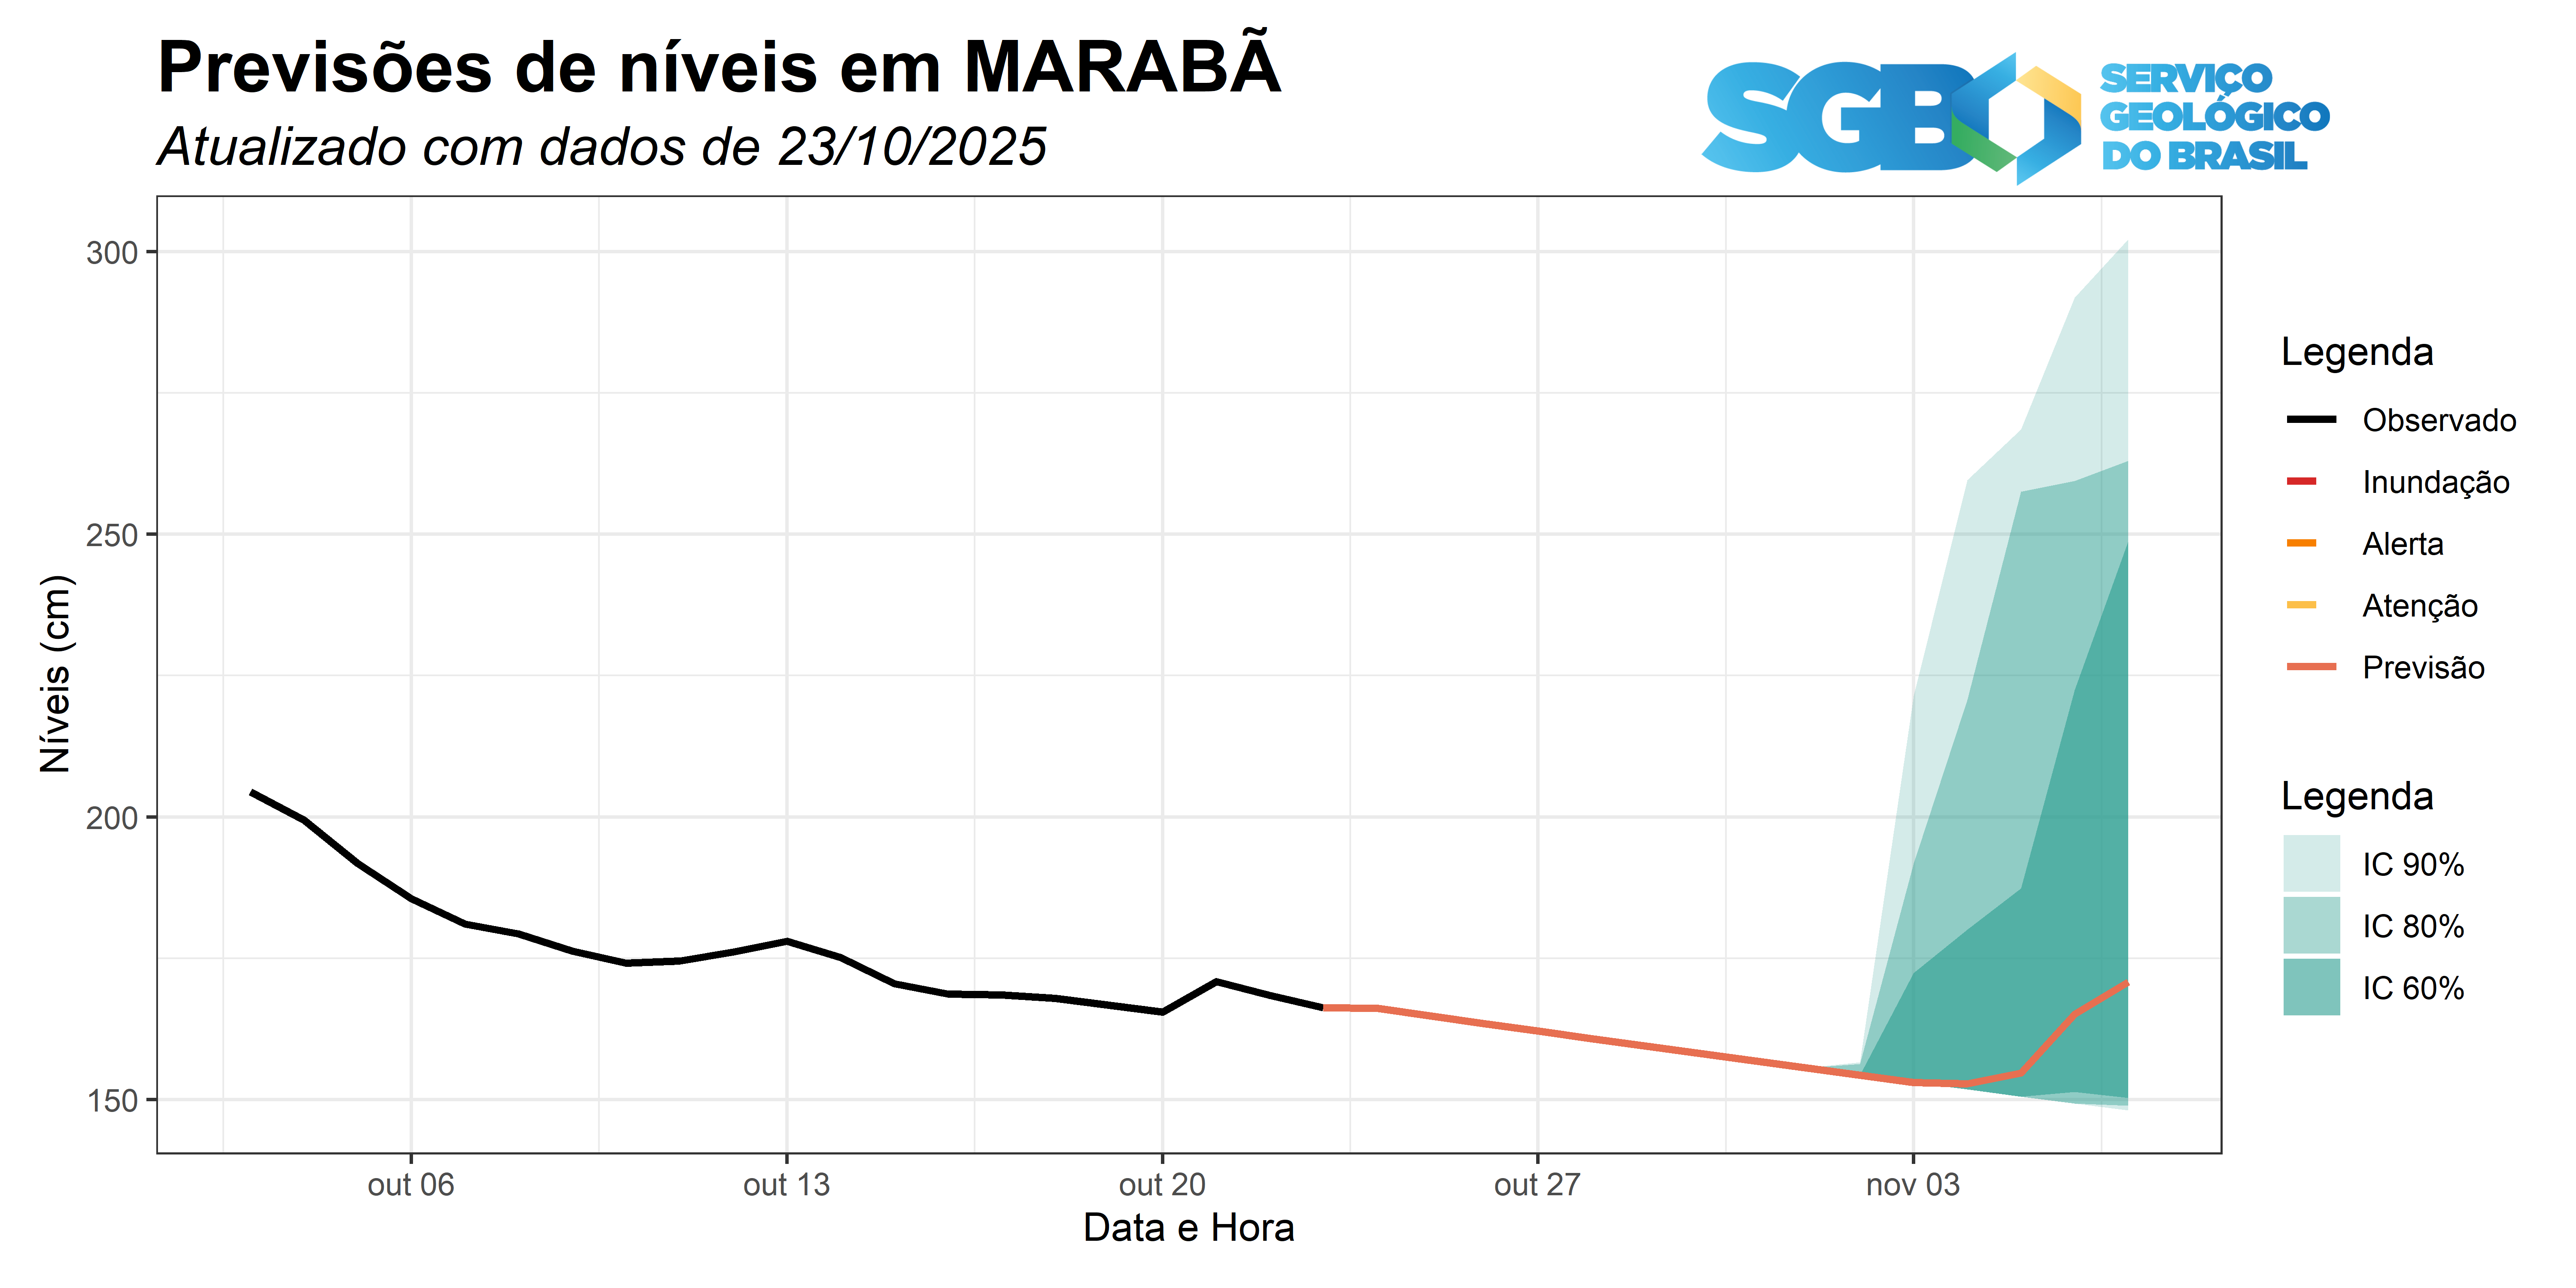 Previsões de níveis em MARABÃ
Atualizado com dados de 23/10/2025
SGB
SERVIÇO
GEOLÓGICO
DO BRASIL
Níveis (cm)
300
250
200
150
out 06
out 13
out 20
out 27
nov 03
Data e Hora
Legenda
Observado
Inundação
Alerta
Atenção
Previsão
Legenda
IC 90%
IC 80%
IC 60%